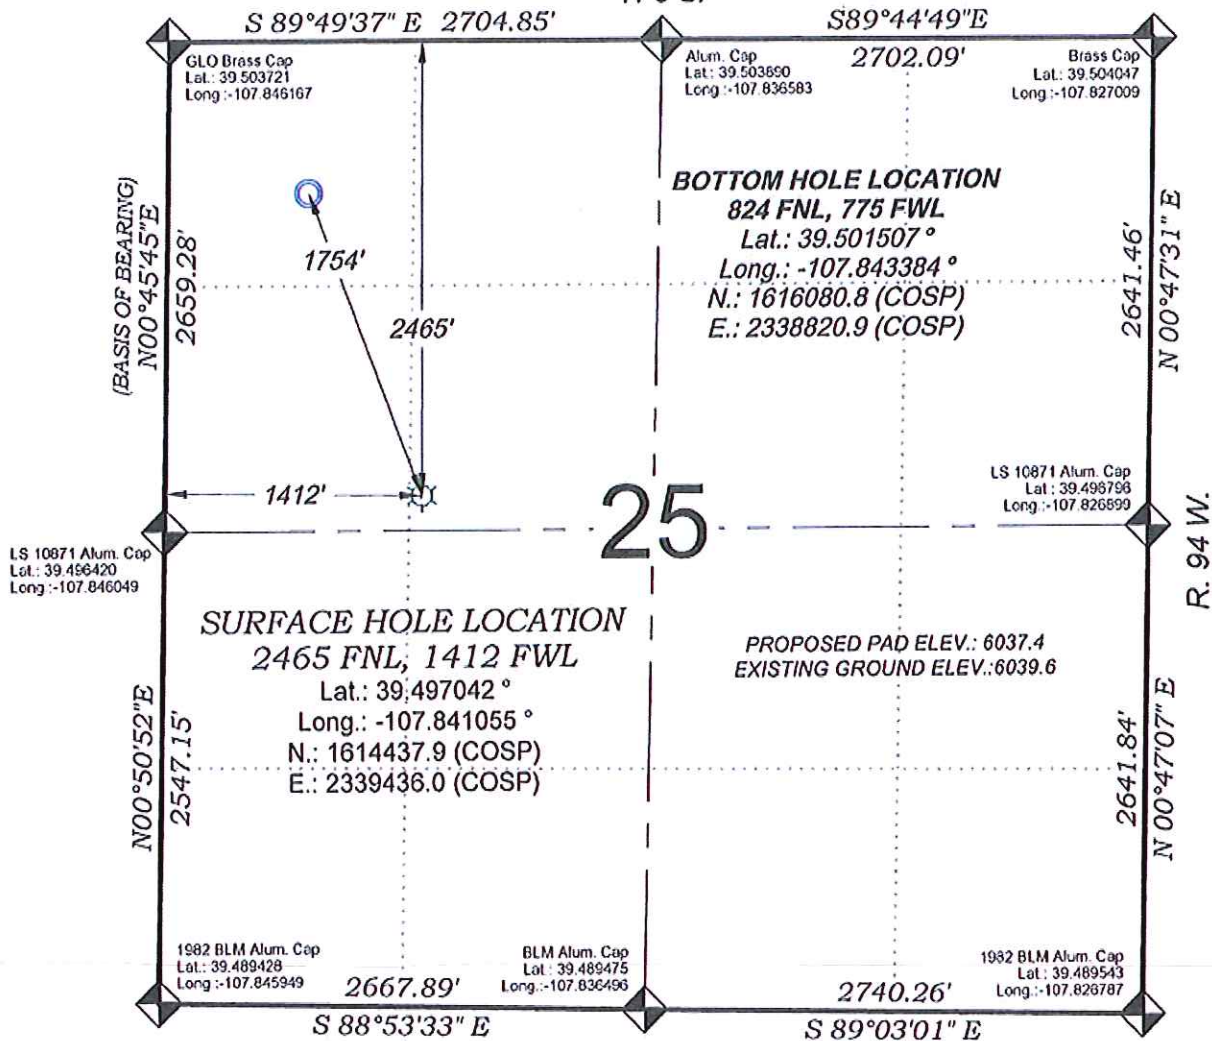 S 89°49'37" E 2704.85'
S89°44'49"E
2702.09'
GLO Brass Cap
Lat.: 39.503721
Long.:-107.846167
Alum. Cap
Lat.: 39.503890
Long.:-107.836583
Brass Cap
Lat.: 39.504047
Long.:-107.827009
(BASIS OF BEARING)
N00°45'45"E
2659.28'
1754'
2465'
1412'
BOTTOM HOLE LOCATION
824 FNL, 775 FWL
Lat.: 39.501507 °
Long.: -107.843384 °
N.: 1616080.8 (COSP)
E.: 2338820.9 (COSP)
2641.46'
N 00°47'31" E
LS 10871 Alum. Cap
Lat.: 39.496796
Long.:-107.826899
25
R. 94 W.
LS 10871 Alum. Cap
Lat.: 39.496420
Long.:-107.846049
SURFACE HOLE LOCATION
2465 FNL, 1412 FWL
Lat.: 39.497042 °
Long.: -107.841055 °
N.: 1614437.9 (COSP)
E.: 2339436.0 (COSP)
PROPOSED PAD ELEV.: 6037.4
EXISTING GROUND ELEV.:6039.6
N00°50'52"E
2547.15'
2641.84'
N 00°47'07" E
1982 BLM Alum. Cap
Lat.: 39.489428
Long.:-107.845949
BLM Alum. Cap
Lat.: 39.489475
Long.:-107.836496
1982 BLM Alum. Cap
Lat.: 39.489543
Long.:-107.826787
2667.89'
S 88°53'33" E
2740.26'
S 89°03'01" E